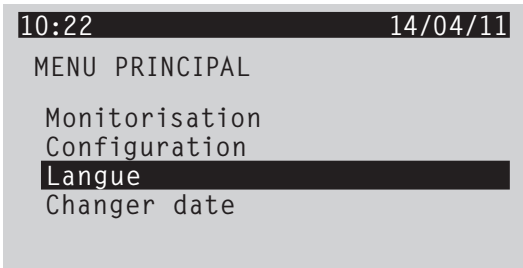 10:22 14/04/11
MENU PRINCIPAL
Monitorisation
Configuration
Langue
Changer date